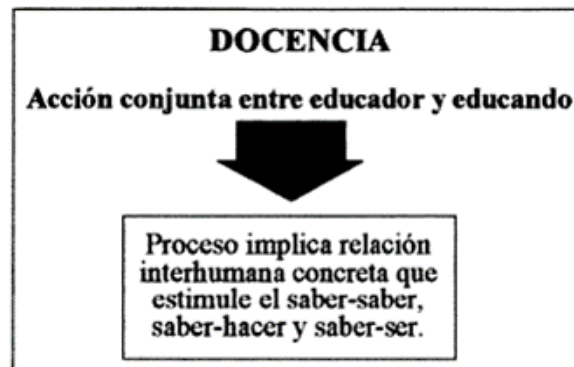 DOCENCIA
Acción conjunta entre educador y educando
Proceso implica relación
interhumana concreta que
estimule el saber-saber,
saber-hacer y saber-ser.